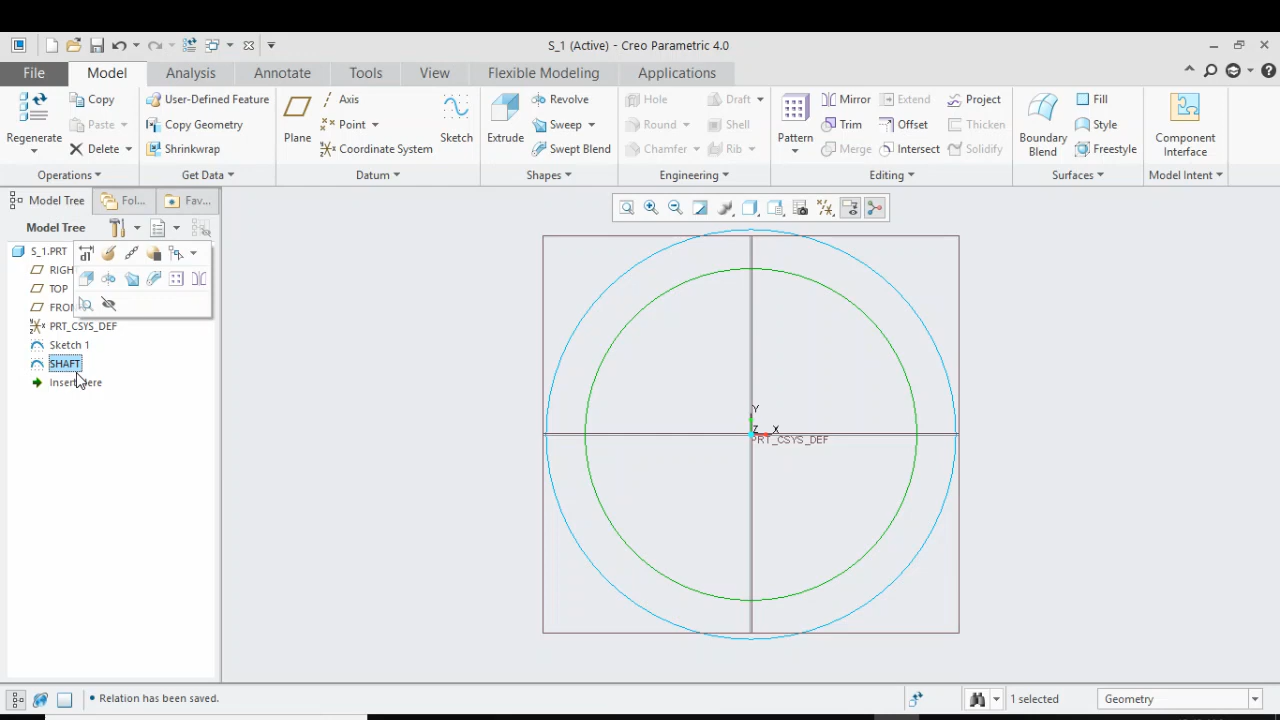 S_1 (Active) - Creo Parametric 4.0
File Model Analysis Annotate Tools View Flexible Modeling Applications
Regenerate
Copy
Paste
Delete
Operations
User-Defined Feature
Copy Geometry
Shrinkwrap
Get Data
Plane
Axis
Point
Coordinate System
Sketch
Datum
Extrude
Revolve
Sweep
Swept Blend
Shapes
Hole
Round
Chamfer
Draft
Shell
Rib
Engineering
Pattern
Mirror
Trim
Merge
Extend
Offset
Intersect
Project
Thicken
Solidify
Editing
Boundary
Blend
Fill
Style
Freestyle
Surfaces
Component
Interface
Model Intent
Model Tree Fol... Fav...
Model Tree
S_1.PRT
RIGH
TOP
FRO
PRT_CSYS_DEF
Sketch 1
SHAFT
Insert Here
Y
Z X
PRT_CSYS_DEF
• Relation has been saved.
1 selected
Geometry